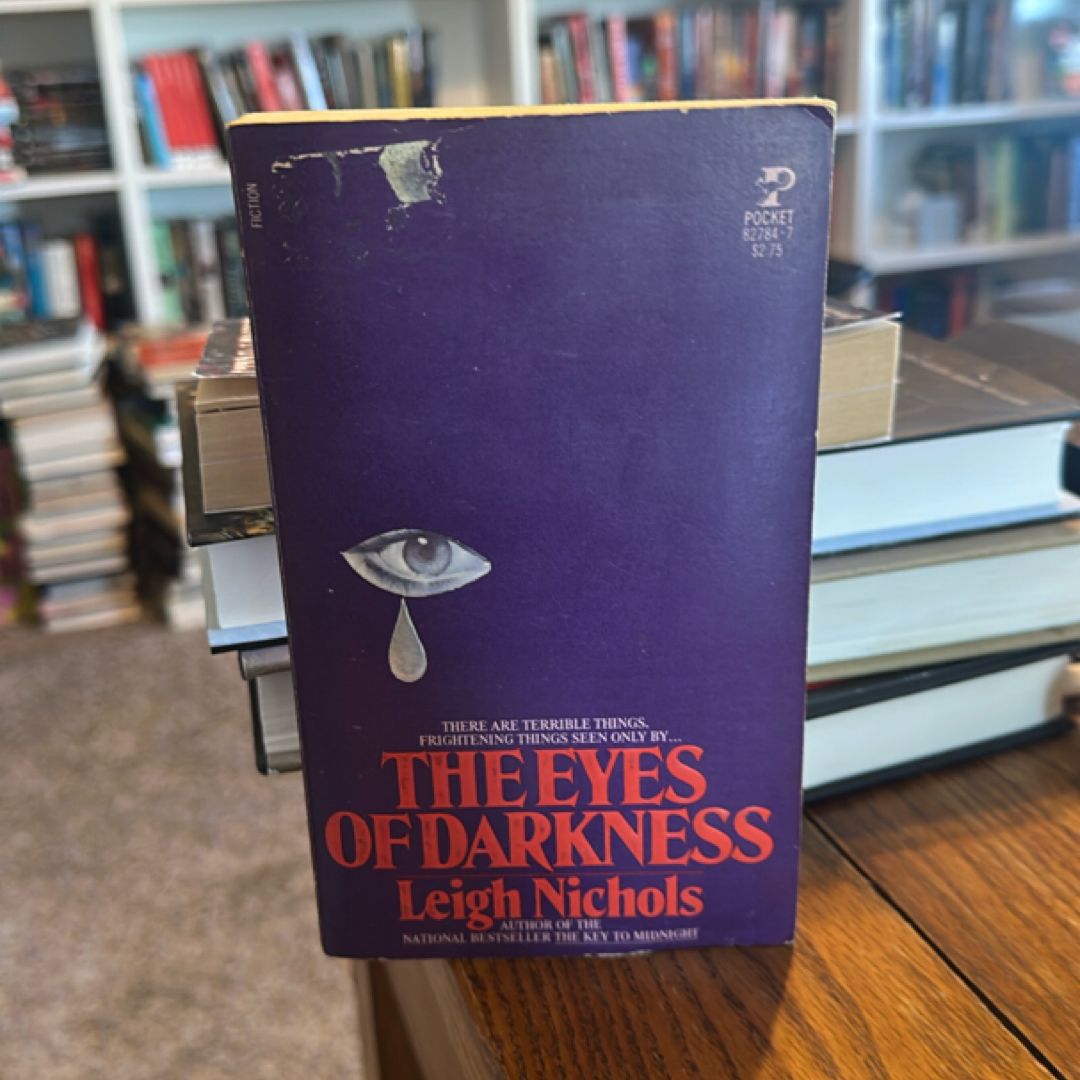 FICTION
POCKET
82784-7
$2.75
THERE ARE TERRIBLE THINGS,
FRIGHTENING THINGS SEEN ONLY BY...
THE EYES
OF DARKNESS
Leigh Nichols
AUTHOR OF THE
NATIONAL BESTSELLER THE KEY TO MIDNIGHT